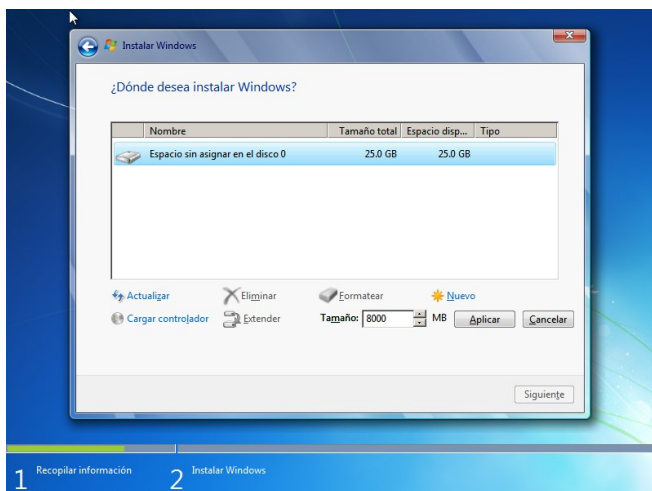 Instalar Windows
¿Dónde desea instalar Windows?
Nombre Tamaño total Espacio disp... Tipo
Espacio sin asignar en el disco 0 25.0 GB 25.0 GB
Actualizar Eliminar Formatear Nuevo
Cargar controlador Extender Tamaño: 8000 MB Aplicar Cancelar
Siguiente
1 Recopilar información 2 Instalar Windows